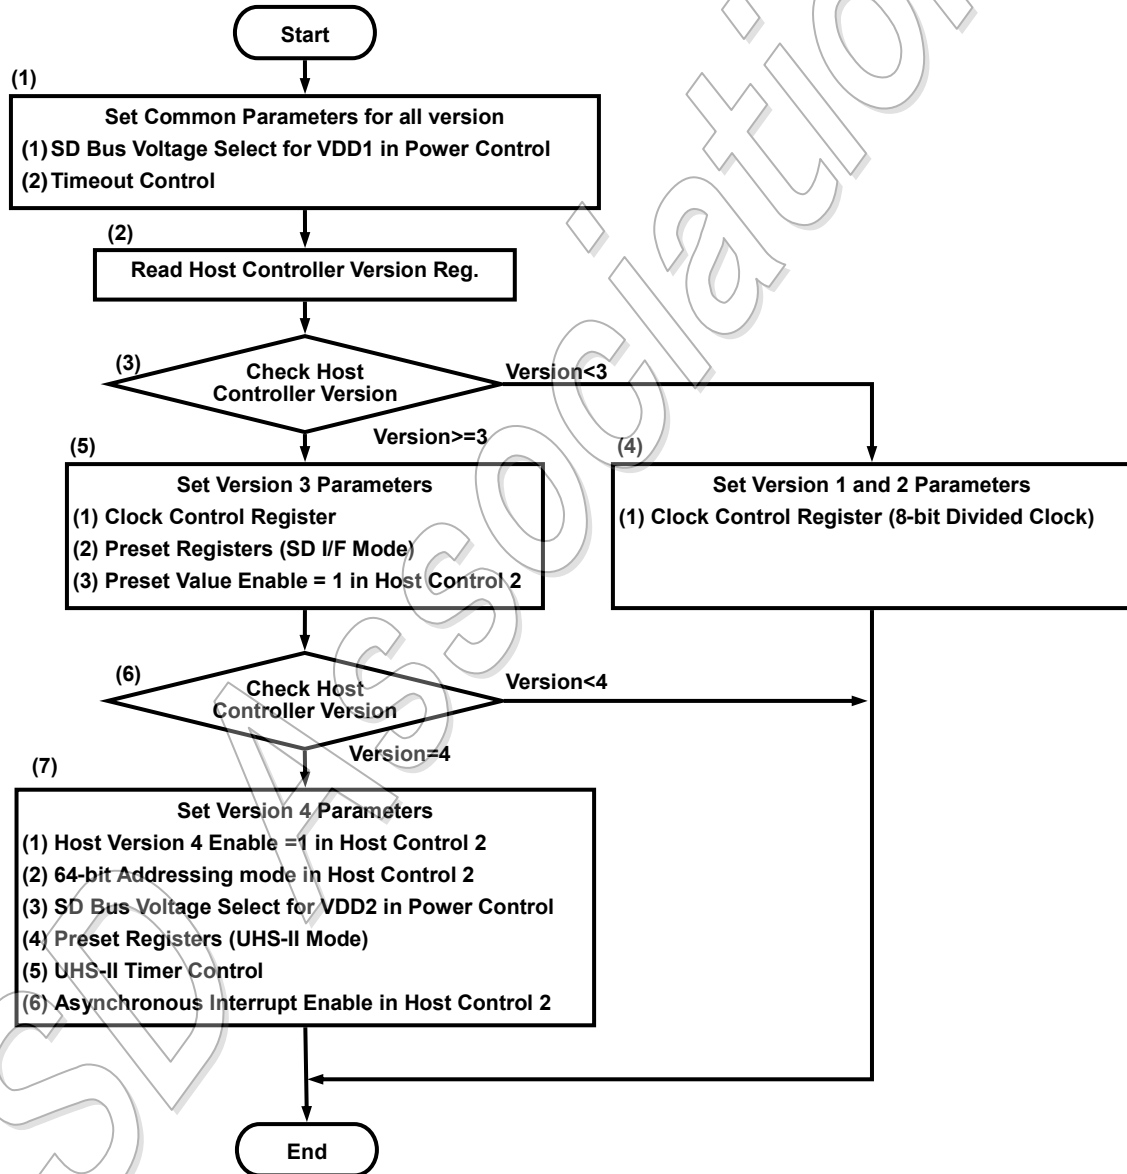 Start
(1)
Set Common Parameters for all version
(1) SD Bus Voltage Select for VDD1 in Power Control
(2) Timeout Control
(2)
Read Host Controller Version Reg.
(3)
Check Host
Controller Version
Version<3
Version>=3
(5)
Set Version 3 Parameters
(1) Clock Control Register
(2) Preset Registers (SD I/F Mode)
(3) Preset Value Enable = 1 in Host Control 2
(4)
Set Version 1 and 2 Parameters
(1) Clock Control Register (8-bit Divided Clock)
(6)
Check Host
Controller Version
Version<4
Version=4
(7)
Set Version 4 Parameters
(1) Host Version 4 Enable =1 in Host Control 2
(2) 64-bit Addressing mode in Host Control 2
(3) SD Bus Voltage Select for VDD2 in Power Control
(4) Preset Registers (UHS-II Mode)
(5) UHS-II Timer Control
(6) Asynchronous Interrupt Enable in Host Control 2
End
SD Association